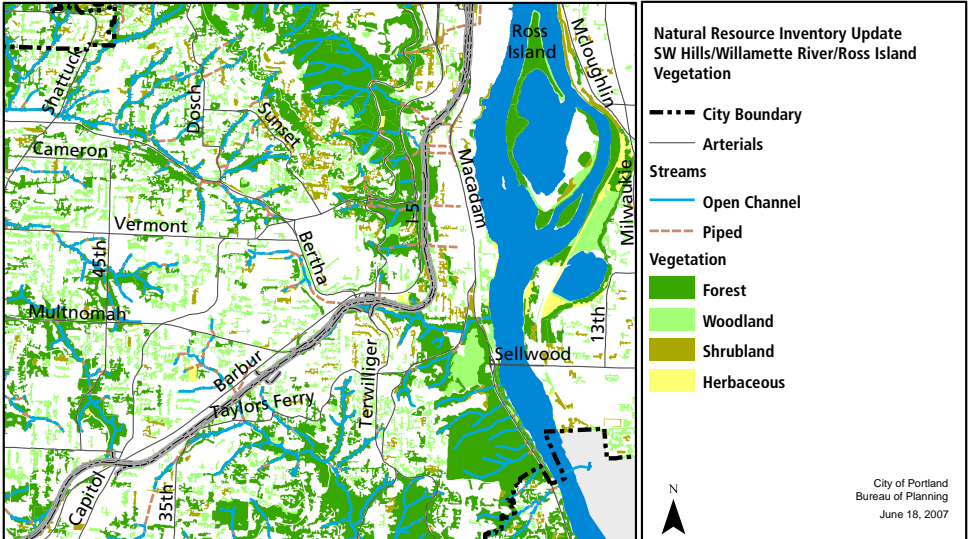 Ross
Island
Mcloughlin
Shattuck
Dosch
Sunset
Cameron
Macadam
Milwaukie
I-5
Vermont
Bertha
45th
Multnomah
13th
Sellwood
Barbur
Terwilliger
Taylors Ferry
Capitol
35th
Natural Resource Inventory Update
SW Hills/Willamette River/Ross Island
Vegetation
City Boundary
Arterials
Streams
Open Channel
Piped
Vegetation
Forest
Woodland
Shrubland
Herbaceous
N
City of Portland
Bureau of Planning
June 18, 2007